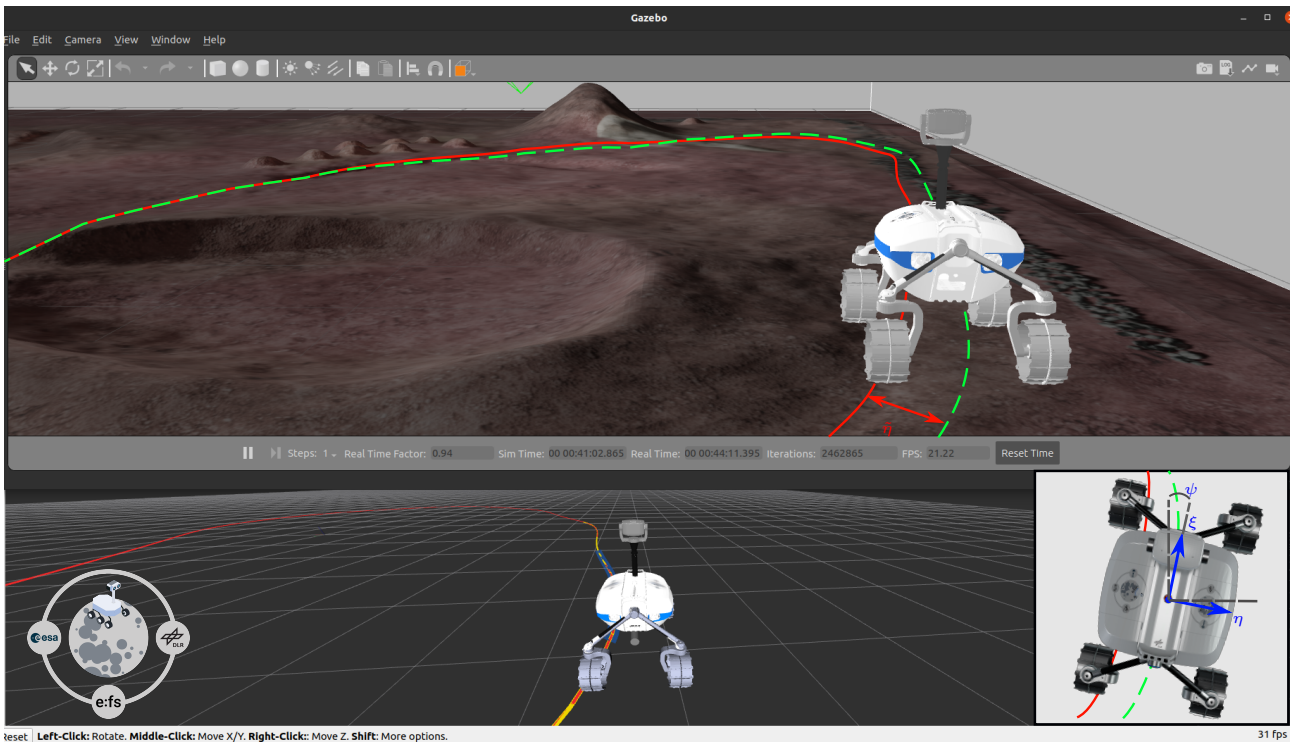 Gazebo
File Edit Camera View Window Help
LOG
Steps: 1 Real Time Factor: 0.94 Sim Time: 00 00:41:02.865 Real Time: 00 00:44:11.395 Iterations: 2462865 FPS: 21.22 Reset Time
ψ
ξ
η
esa
DLR
e:fs
Reset Left-Click: Rotate. Middle-Click: Move X/Y. Right-Click:: Move Z. Shift: More options. 31 fps